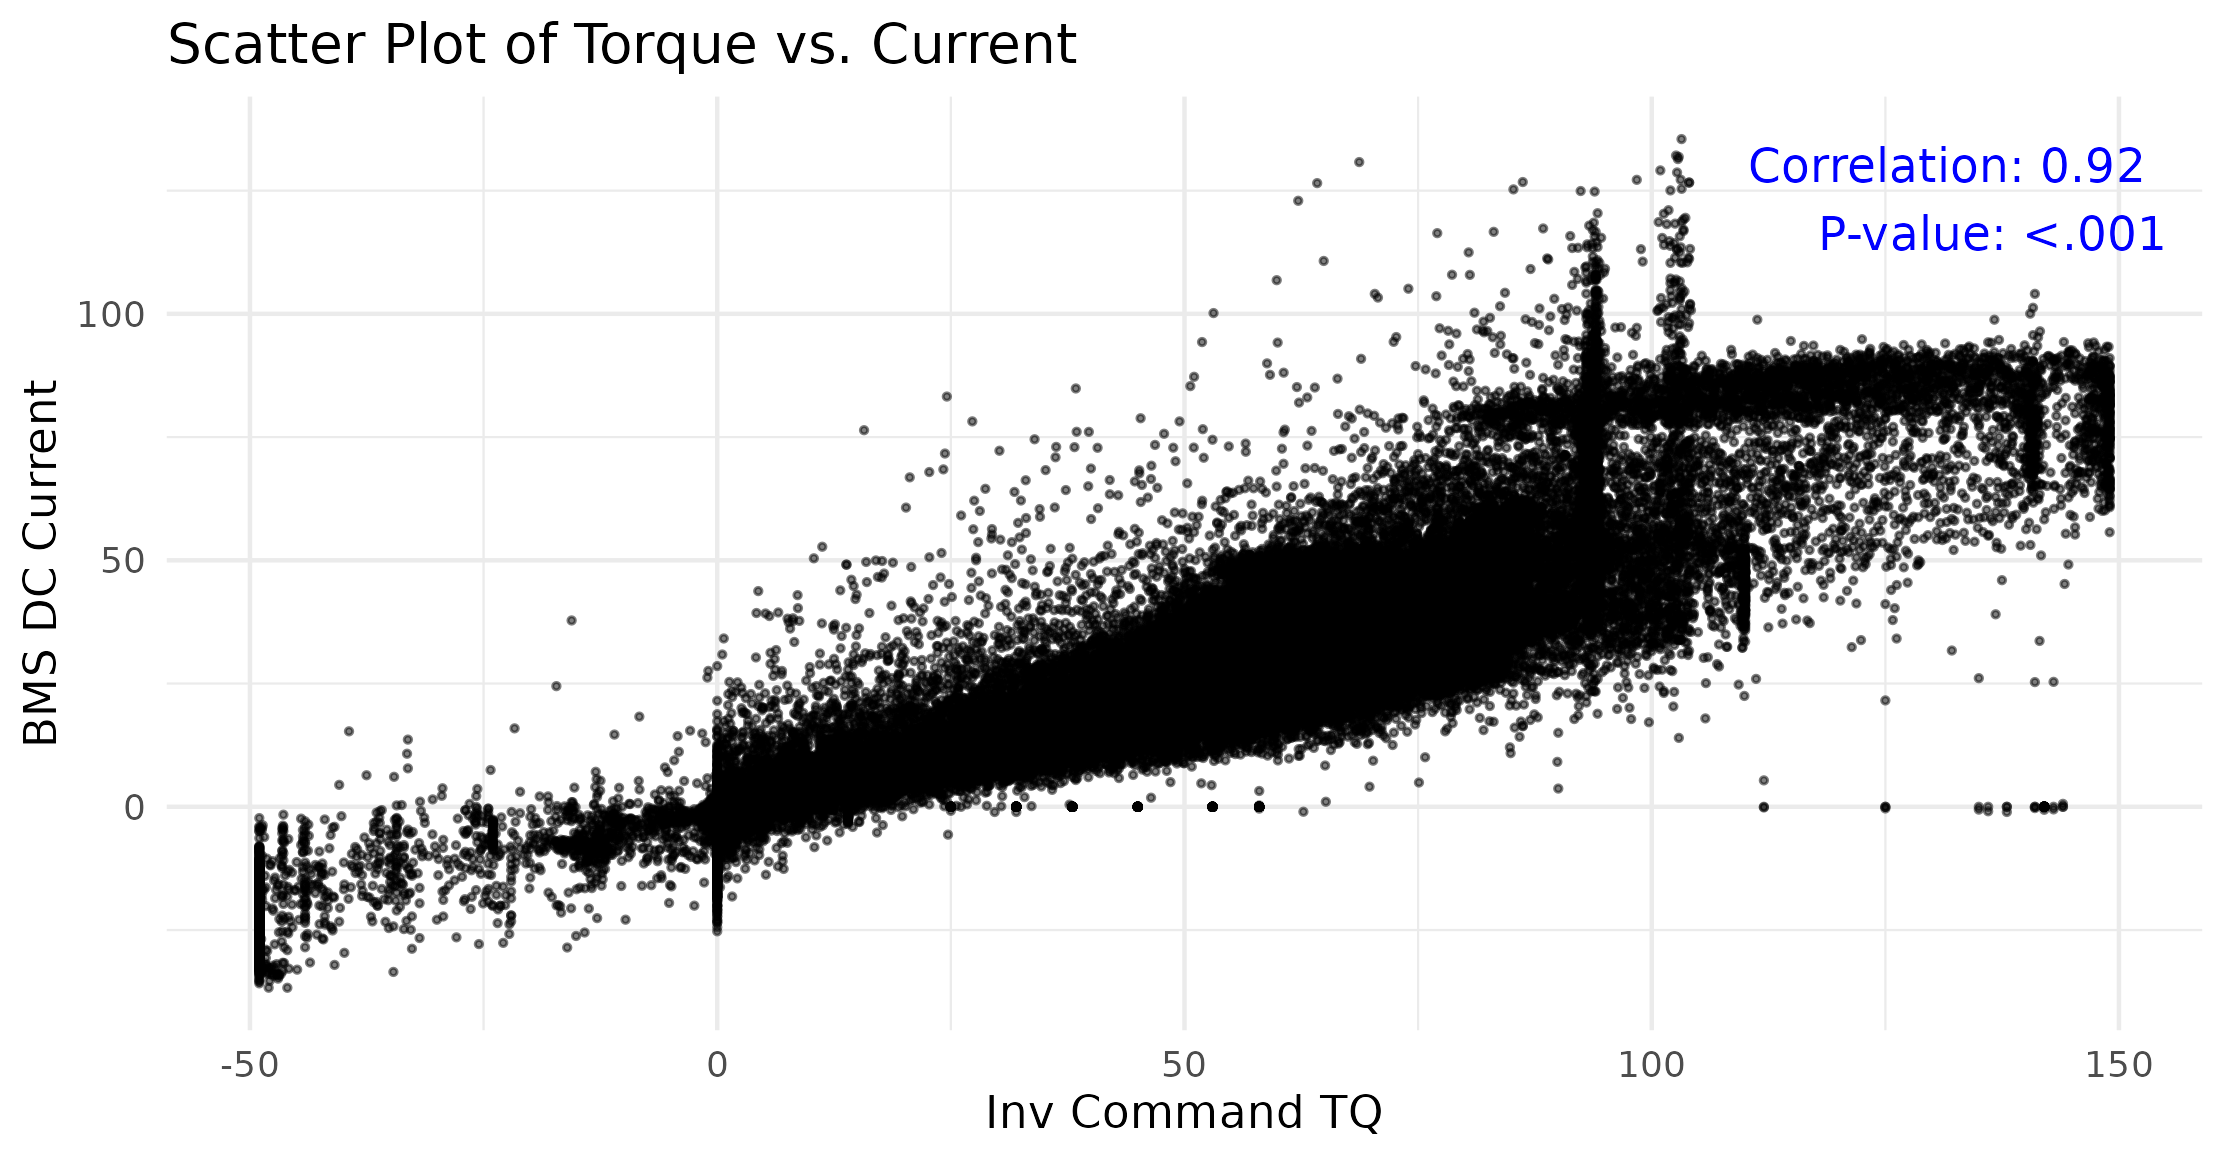 Scatter Plot of Torque vs. Current
Correlation: 0.92
P-value: <.001
BMS DC Current
100
50
0
-50
0
50
100
150
Inv Command TQ